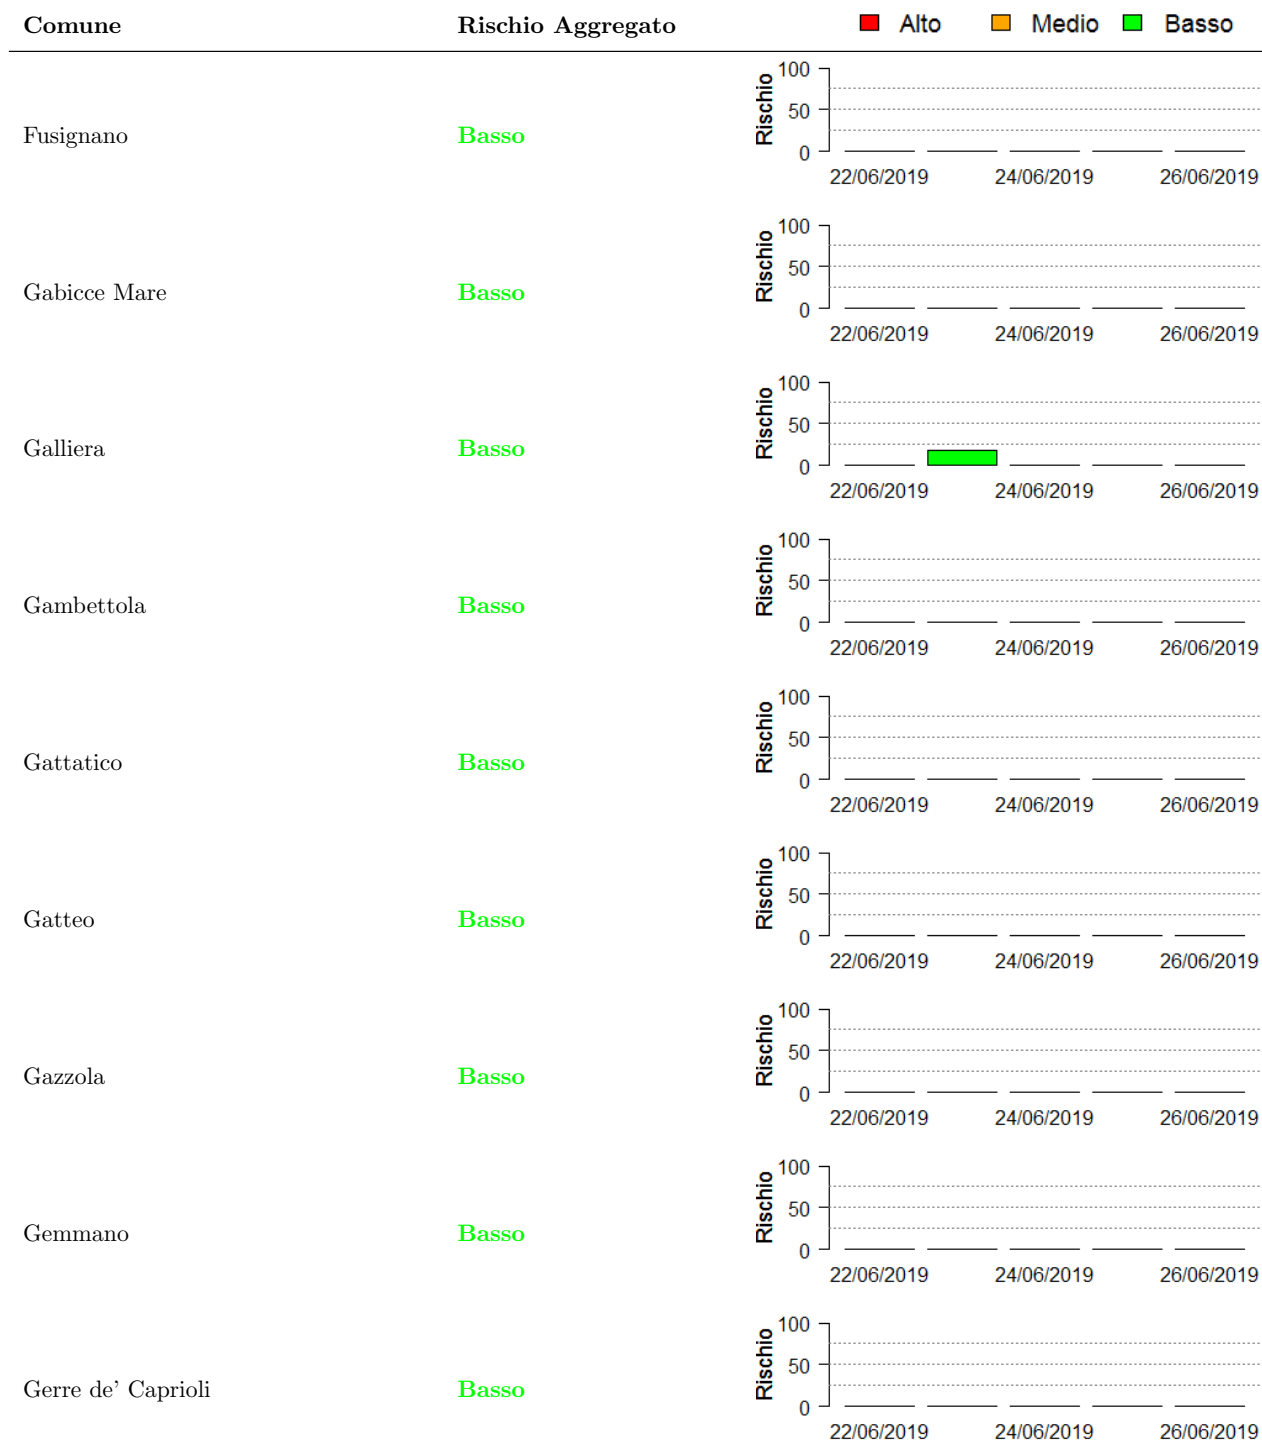 Comune Rischio Aggregato Alto Medio Basso
Fusignano Basso
Rischio
100
50
0
22/06/2019 24/06/2019 26/06/2019
Gabicce Mare Basso
Rischio
100
50
0
22/06/2019 24/06/2019 26/06/2019
Galliera Basso
Rischio
100
50
0
22/06/2019 24/06/2019 26/06/2019
Gambettola Basso
Rischio
100
50
0
22/06/2019 24/06/2019 26/06/2019
Gattatico Basso
Rischio
100
50
0
22/06/2019 24/06/2019 26/06/2019
Gatteo Basso
Rischio
100
50
0
22/06/2019 24/06/2019 26/06/2019
Gazzola Basso
Rischio
100
50
0
22/06/2019 24/06/2019 26/06/2019
Gemmano Basso
Rischio
100
50
0
22/06/2019 24/06/2019 26/06/2019
Gerre de' Caprioli Basso
Rischio
100
50
0
22/06/2019 24/06/2019 26/06/2019